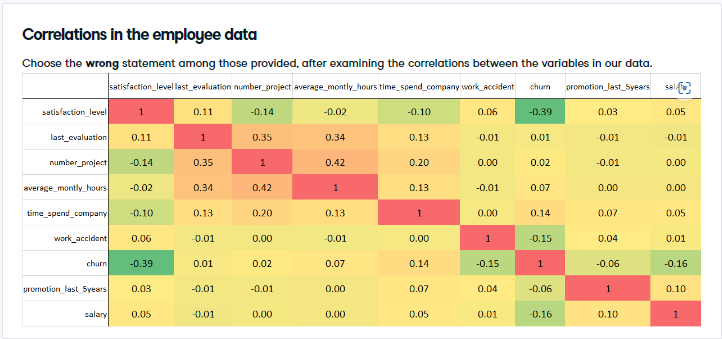 Correlations in the employee data
Choose the wrong statement among those provided, after examining the correlations between the variables in our data.
satisfaction_level last_evaluation number_project average_montly_hours time_spend_company work_accident churn promotion_last_5years
satisfaction_level 1 0.11 -0.14 -0.02 -0.10 0.06 -0.39 0.03 0.05
last_evaluation 0.11 1 0.35 0.34 0.13 -0.01 0.01 -0.01 -0.01
number_project -0.14 0.35 1 0.42 0.20 0.00 0.02 -0.01 0.00
average_montly_hours -0.02 0.34 0.42 1 0.13 -0.01 0.07 0.00 0.00
time_spend_company -0.10 0.13 0.20 0.13 1 0.00 0.14 0.07 0.05
work_accident 0.06 -0.01 0.00 -0.01 0.00 1 -0.15 0.04 0.01
churn -0.39 0.01 0.02 0.07 0.14 -0.15 1 -0.06 -0.16
promotion_last_5years 0.03 -0.01 -0.01 0.00 0.07 0.04 -0.06 1 0.10
salary 0.05 -0.01 0.00 0.00 0.05 0.01 -0.16 0.10 1